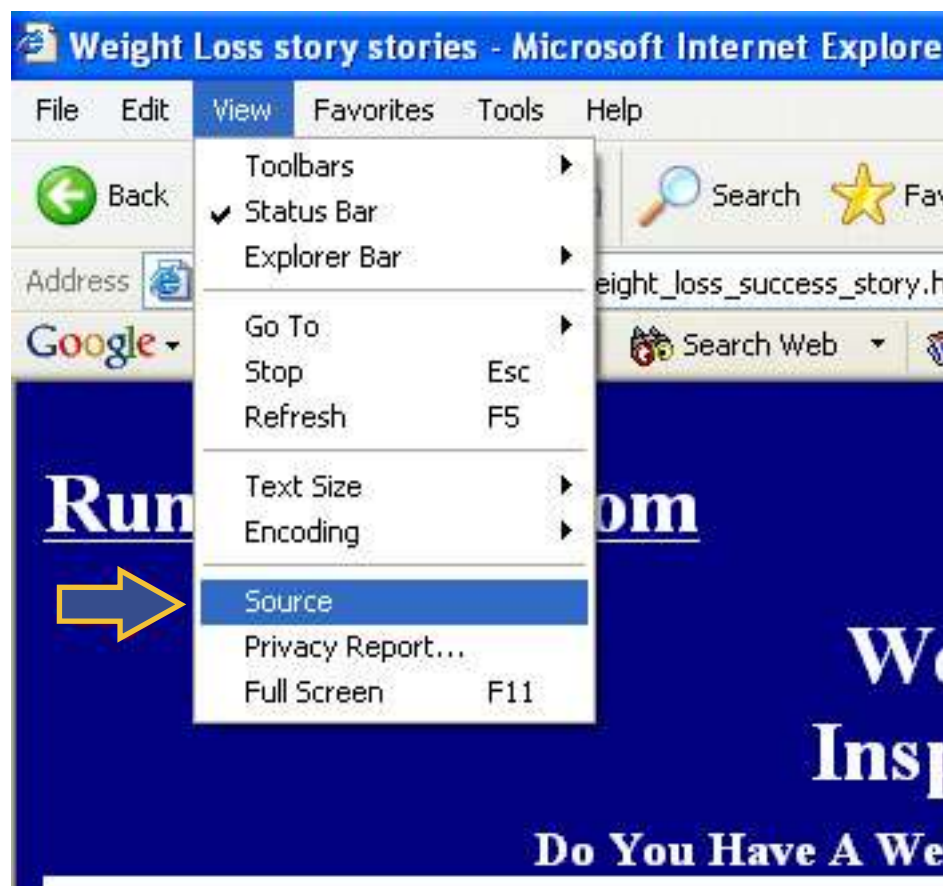 Weight Loss story stories - Microsoft Internet Explore
File Edit View Favorites Tools Help
Back Search Fav
Address eight_loss_success_story.h
Google Search Web
Toolbars
Status Bar
Explorer Bar
Go To
Stop Esc
Refresh F5
Text Size
Encoding
Source
Privacy Report...
Full Screen F11
Run om
We
Insp
Do You Have A We